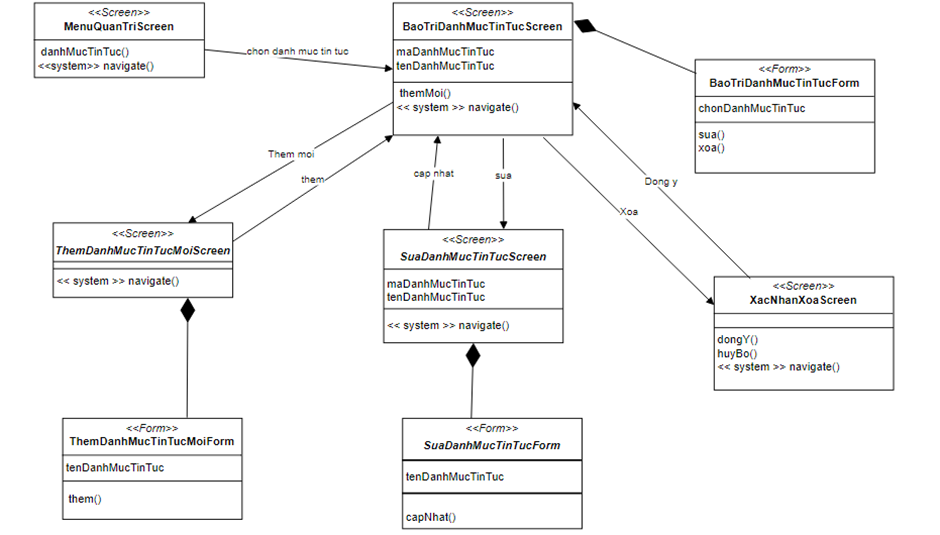 <<Screen>>
MenuQuanTriScreen
danhMucTinTuc()
<<system>> navigate()
chon danh muc tin tuc
<<Screen>>
BaoTriDanhMucTinTucScreen
maDanhMucTinTuc
tenDanhMucTinTuc
themMoi()
<< system >> navigate()
<<Form>>
BaoTriDanhMucTinTucForm
chonDanhMucTinTuc
sua()
xoa()
Them moi
them
cap nhat
sua
Dong y
Xoa
<<Screen>>
ThemDanhMucTinTucMoiScreen
<< system >> navigate()
<<Screen>>
SuaDanhMucTinTucScreen
maDanhMucTinTuc
tenDanhMucTinTuc
<< system >> navigate()
<<Screen>>
XacNhanXoaScreen
dongY()
huyBo()
<< system >> navigate()
<<Form>>
ThemDanhMucTinTucMoiForm
tenDanhMucTinTuc
them()
<<Form>>
SuaDanhMucTinTucForm
tenDanhMucTinTuc
capNhat()